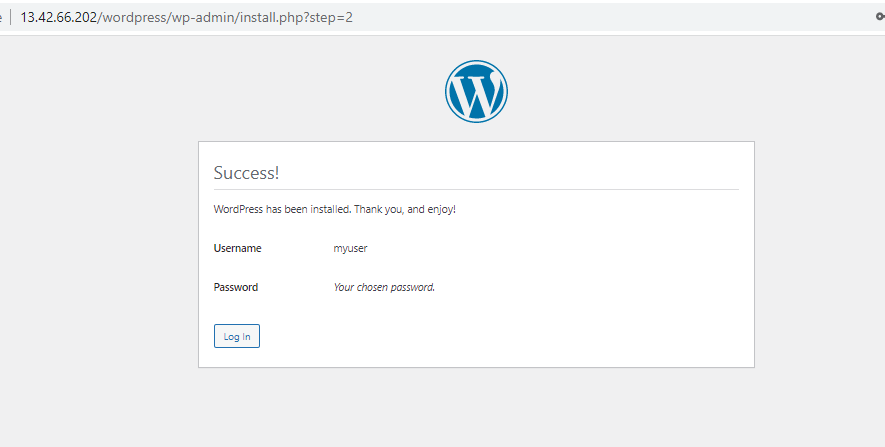 13.42.66.202/wordpress/wp-admin/install.php?step=2
W
Success!
WordPress has been installed. Thank you, and enjoy!
Username myuser
Password Your chosen password.
Log In